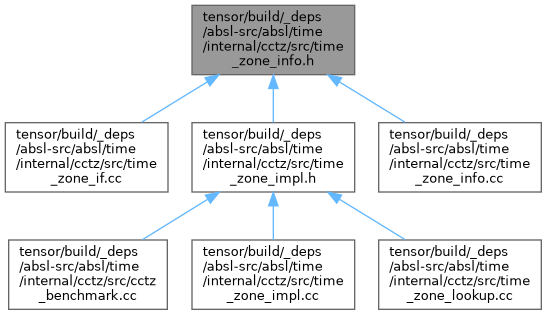 tensor/build/_deps
/absl-src/absl/time
/internal/cctz/src/time
_zone_info.h
tensor/build/_deps
/absl-src/absl/time
/internal/cctz/src/time
_zone_if.cc
tensor/build/_deps
/absl-src/absl/time
/internal/cctz/src/time
_zone_impl.h
tensor/build/_deps
/absl-src/absl/time
/internal/cctz/src/time
_zone_info.cc
tensor/build/_deps
/absl-src/absl/time
/internal/cctz/src/cctz
_benchmark.cc
tensor/build/_deps
/absl-src/absl/time
/internal/cctz/src/time
_zone_impl.cc
tensor/build/_deps
/absl-src/absl/time
/internal/cctz/src/time
_zone_lookup.cc